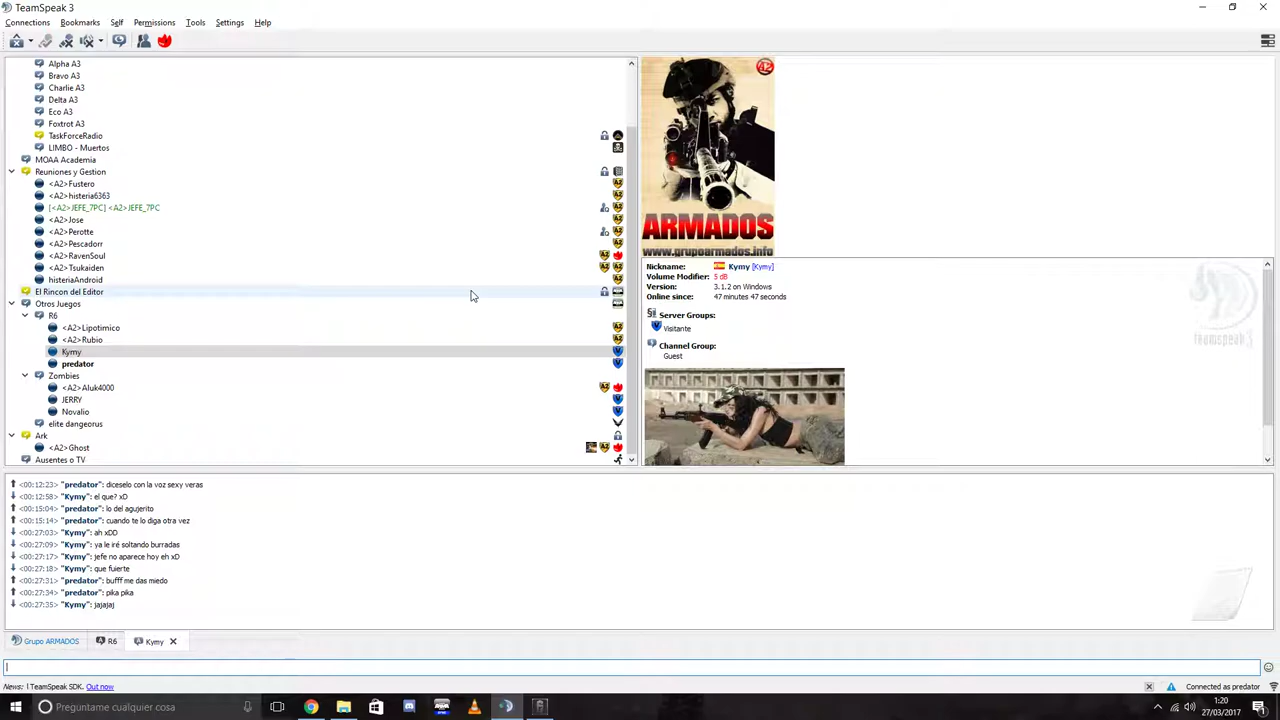 TeamSpeak 3
Connections Bookmarks Self Permissions Tools Settings Help
Alpha A3
Bravo A3
Charlie A3
Delta A3
Eco A3
Foxtrot A3
TaskForceRadio
LIMBO - Muertos
MOAA Academia
Reuniones y Gestion
<A2>Fustero
<A2>histeria6363
[<A2>JEFE_7PC] <A2>JEFE_7PC
<A2>Jose
<A2>Perotte
<A2>Pescadorr
<A2>RavenSoul
<A2>Tsukaiden
histeriaAndroid
El Rincon del Editor
Otros Juegos
R6
<A2>Lipotimico
<A2>Rubio
Kymy
predator
Zombies
<A2>Aluk4000
JERRY
Novalio
elite dangeorus
Ark
<A2>Ghost
Ausentes o TV
A2
ARMADOS
www.grupoarmados.info
Nickname: Kymy [Kymy]
Volume Modifier: 5 dB
Version: 3.1.2 on Windows
Online since: 47 minutes 47 seconds
Server Groups:
Visitante
Channel Group:
Guest
teamspeak3
<00:12:23> "predator": diceselo con la voz sexy veras
<00:12:58> "Kymy": el que? xD
<00:15:04> "predator": lo del agujerito
<00:15:14> "predator": cuando te lo diga otra vez
<00:27:03> "Kymy": ah xDD
<00:27:09> "Kymy": ya le iré soltando burradas
<00:27:17> "Kymy": jefe no aparece hoy eh xD
<00:27:18> "Kymy": que fuierte
<00:27:31> "predator": bufff me das miedo
<00:27:34> "predator": pika pika
<00:27:35> "Kymy": jajajaj
Grupo ARMADOS R6 Kymy
News: l TeamSpeak SDK. Out now Connected as predator
Pregúntame cualquier cosa
1:20
27/03/2017